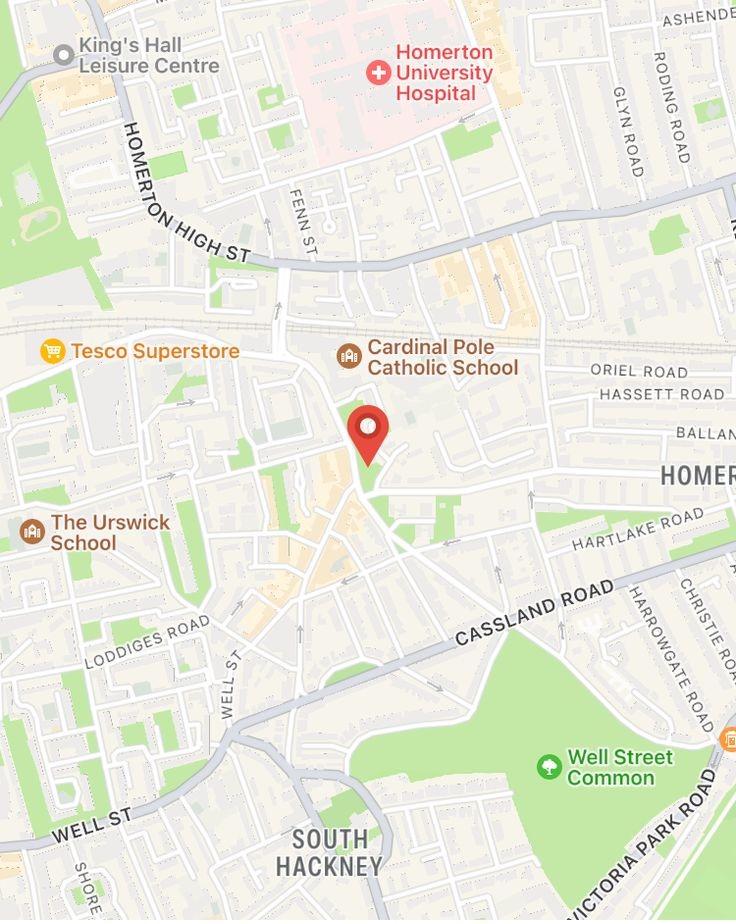 ASHENDE
King's Hall
Leisure Centre
Homerton
University
Hospital
GLYN ROAD
RODING ROAD
HOMERTON HIGH ST
FENN ST
Tesco Superstore
Cardinal Pole
Catholic School
ORIEL ROAD
HASSETT ROAD
BALLAN
HOMER
The Urswick
School
HARTLAKE ROAD
CASSLAND ROAD
CHRISTIE ROA
HARROWGATE ROAD
LODDIGES ROAD
WELL ST
Well Street
Common
WELL ST
SOUTH
HACKNEY
VICTORIA PARK ROAD
SHORE